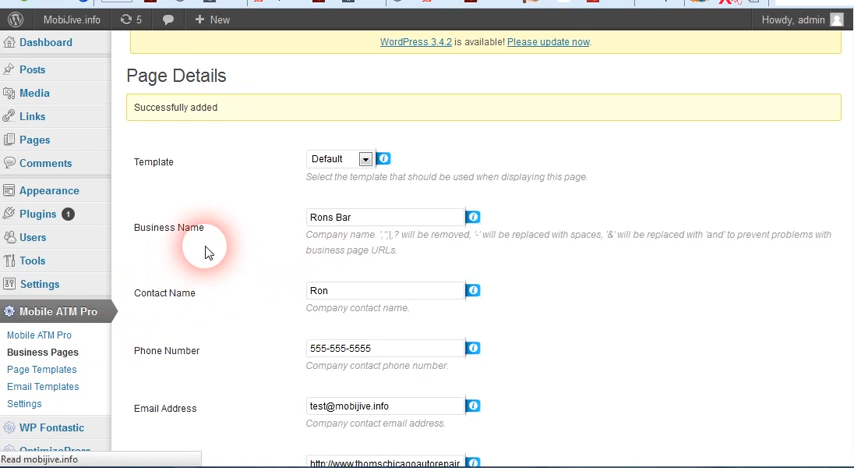 MobiJive.info 5 + New Howdy, admin
WordPress 3.4.2 is available! Please update now.
Dashboard
Posts
Media
Links
Pages
Comments
Appearance
Plugins 1
Users
Tools
Settings
Mobile ATM Pro
Mobile ATM Pro
Business Pages
Page Templates
Email Templates
Settings
WP Fontastic
OptimizePress
Read mobijive.info
Page Details
Successfully added
Template Default
Select the template that should be used when displaying this page.
Business Name Rons Bar
Company name. ',",|,? will be removed, '-' will be replaced with spaces, '&' will be replaced with 'and' to prevent problems with
business page URLs.
Contact Name Ron
Company contact name.
Phone Number 555-555-5555
Company contact phone number.
Email Address test@mobijive.info
Company contact email address.
http://www.thomschicagoautorepair